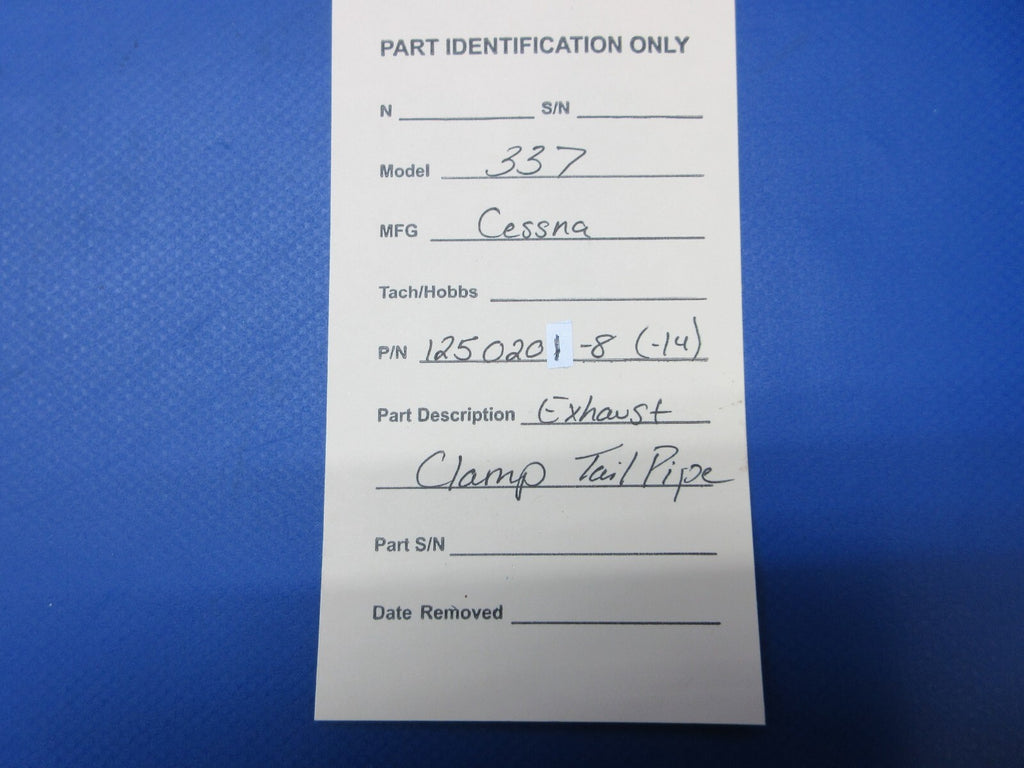 PART IDENTIFICATION ONLY
N S/N
Model 337
MFG Cessna
Tach/Hobbs
P/N 1250201-8 (-14)
Part Description Exhaust
Clamp Tail Pipe
Part S/N
Date Removed